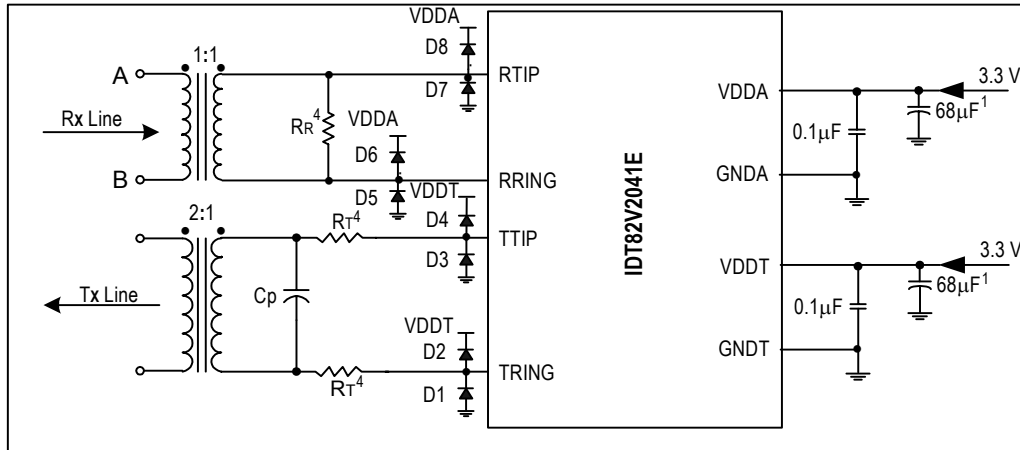 VDDA
D8
1:1
A
RTIP
D7
VDDA
3.3 V
Rx Line
VDDA
RR4
68µF1
D6
0.1µF
B
RRING
GNDA
D5
VDDT
2:1
RT4
D4
TTIP
D3
IDT82V2041E
VDDT
3.3 V
Tx Line
Cp
68µF1
0.1µF
VDDT
D2
GNDT
TRING
RT4
D1